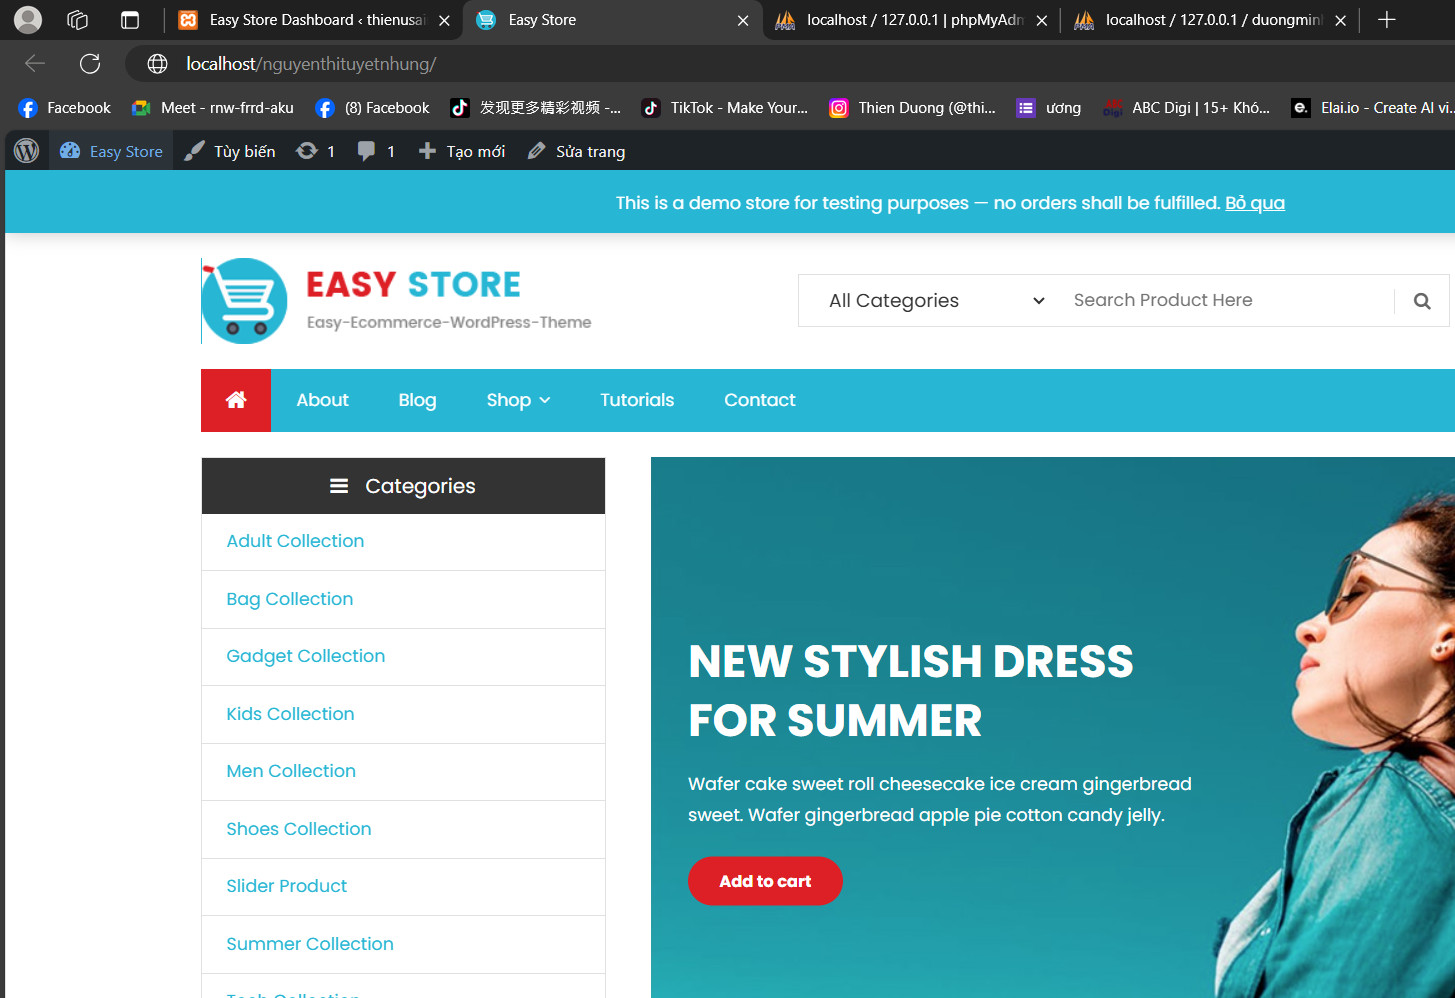 Easy Store Dashboard ‹ thienusai
Easy Store
localhost / 127.0.0.1 | phpMyAdm
localhost / 127.0.0.1 / duongmin
localhost/nguyenthituyetnhung/
Facebook
Meet - rnw-frrd-aku
(8) Facebook
发现更多精彩视频 -...
TikTok - Make Your...
Thien Duong (@thi...
ương
ABC Digi | 15+ Khó...
Elai.io - Create AI vi...
Easy Store
Tùy biến
1
1
Tạo mới
Sửa trang
This is a demo store for testing purposes — no orders shall be fulfilled. Bỏ qua
EASY STORE
Easy-Ecommerce-WordPress-Theme
All Categories
Search Product Here
About
Blog
Shop
Tutorials
Contact
Categories
Adult Collection
Bag Collection
Gadget Collection
Kids Collection
Men Collection
Shoes Collection
Slider Product
Summer Collection
Tech Collection
NEW STYLISH DRESS
FOR SUMMER
Wafer cake sweet roll cheesecake ice cream gingerbread
sweet. Wafer gingerbread apple pie cotton candy jelly.
Add to cart